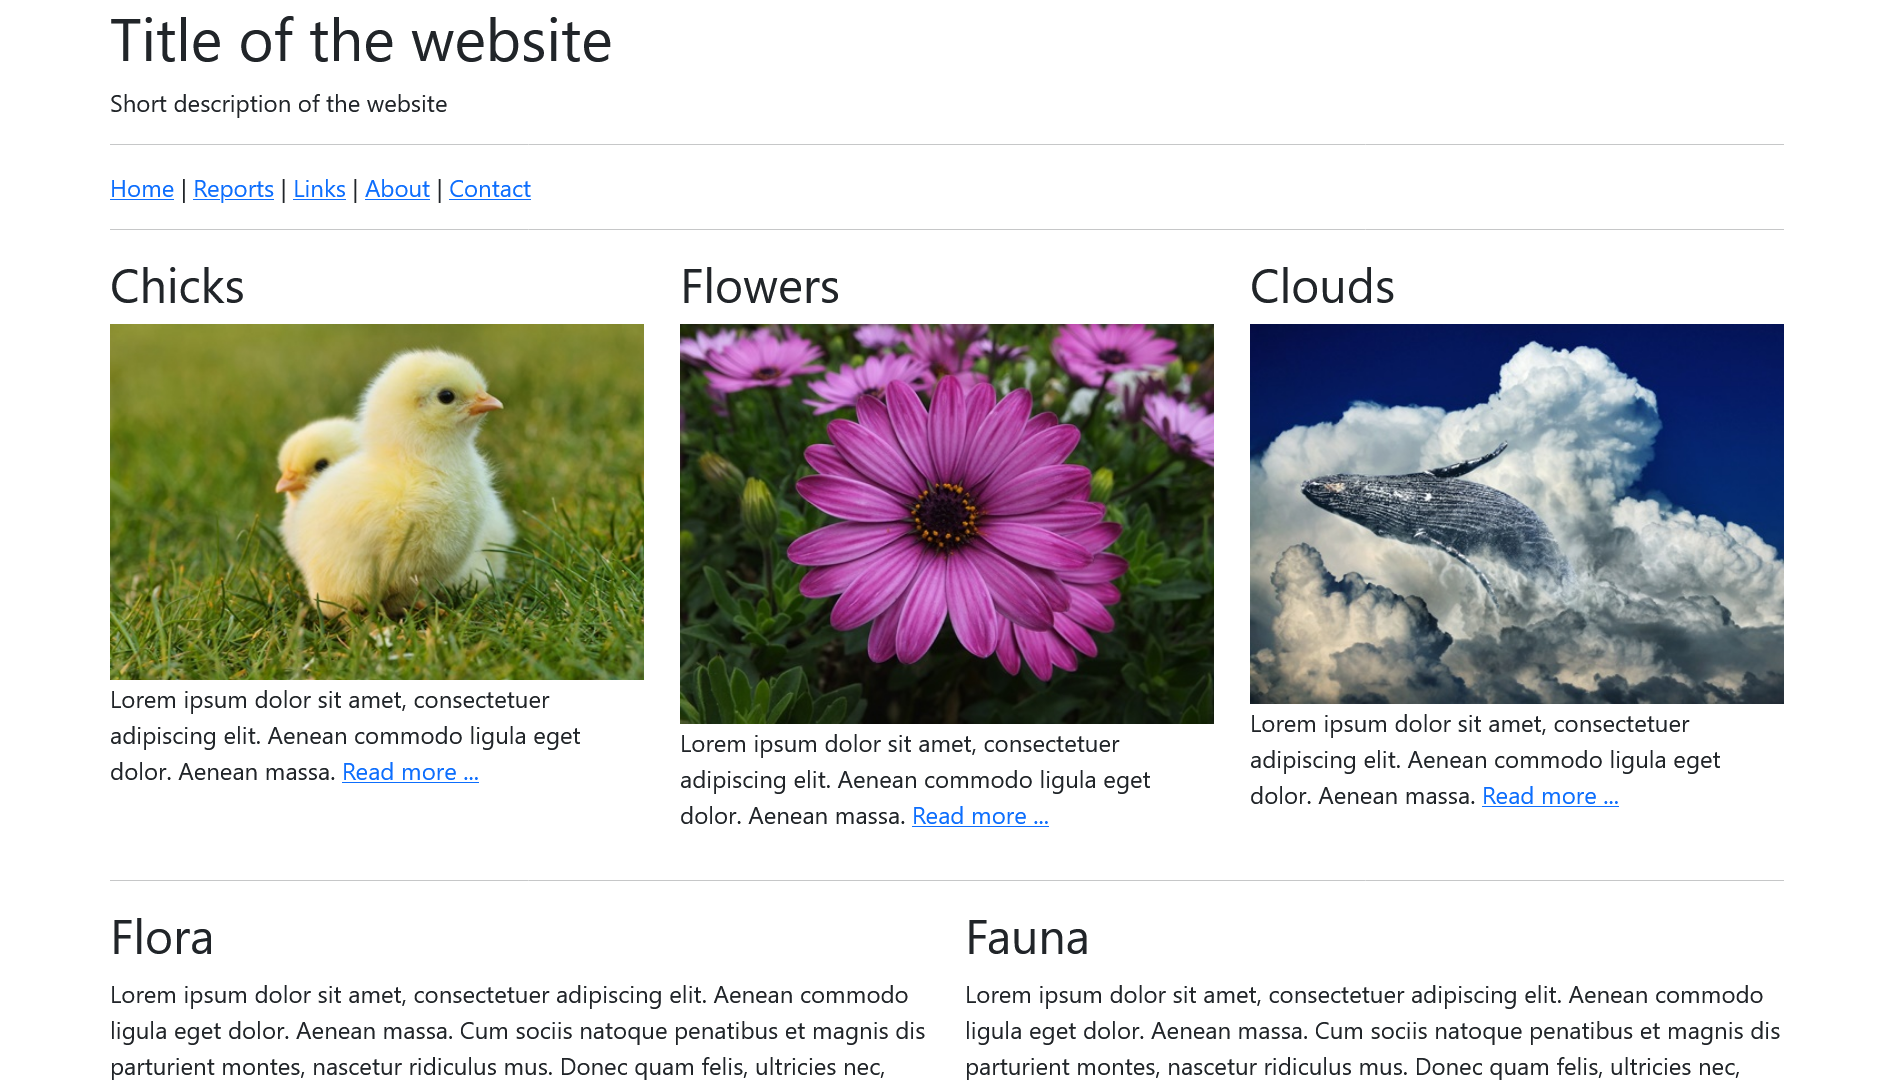 Title of the website
Short description of the website
Home | Reports | Links | About | Contact
Chicks
Lorem ipsum dolor sit amet, consectetuer
adipiscing elit. Aenean commodo ligula eget
dolor. Aenean massa. Read more ...
Flowers
Lorem ipsum dolor sit amet, consectetuer
adipiscing elit. Aenean commodo ligula eget
dolor. Aenean massa. Read more ...
Clouds
Lorem ipsum dolor sit amet, consectetuer
adipiscing elit. Aenean commodo ligula eget
dolor. Aenean massa. Read more ...
Flora
Lorem ipsum dolor sit amet, consectetuer adipiscing elit. Aenean commodo
ligula eget dolor. Aenean massa. Cum sociis natoque penatibus et magnis dis
parturient montes, nascetur ridiculus mus. Donec quam felis, ultricies nec,
Fauna
Lorem ipsum dolor sit amet, consectetuer adipiscing elit. Aenean commodo
ligula eget dolor. Aenean massa. Cum sociis natoque penatibus et magnis dis
parturient montes, nascetur ridiculus mus. Donec quam felis, ultricies nec,